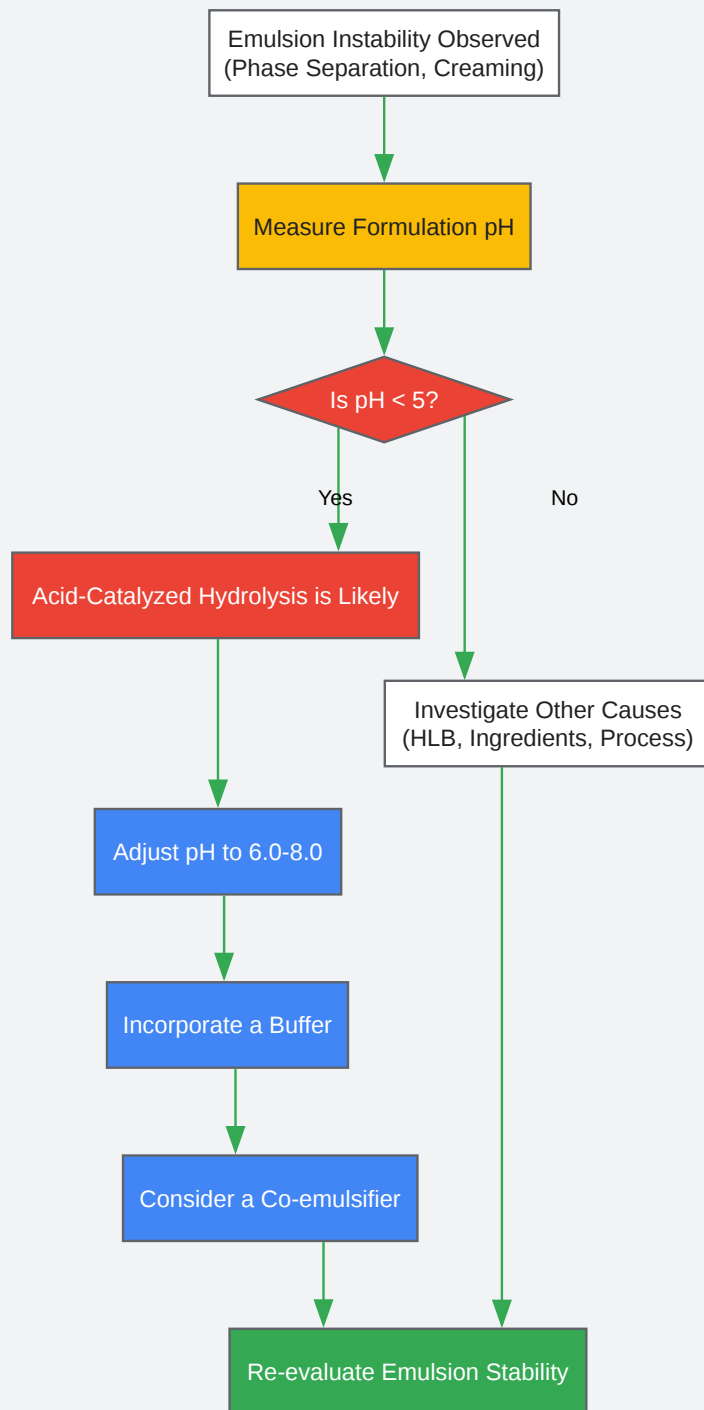 Emulsion Instability Observed
(Phase Separation, Creaming)
Measure Formulation pH
Is pH < 5?
Yes
No
Acid-Catalyzed Hydrolysis is Likely
Investigate Other Causes
(HLB, Ingredients, Process)
Adjust pH to 6.0-8.0
Incorporate a Buffer
Consider a Co-emulsifier
Re-evaluate Emulsion Stability